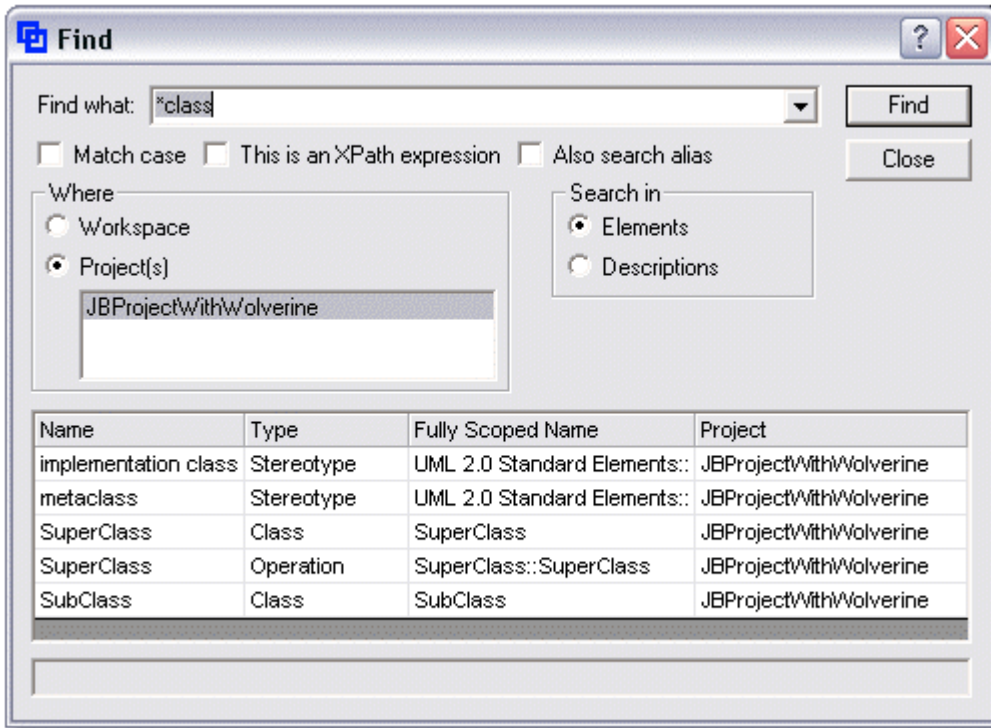 Find
Find what: *class Find
Match case This is an XPath expression Also search alias Close
Where Search in
Workspace Elements
Project(s) Descriptions
JBProjectWithWolverine
Name Type Fully Scoped Name Project
implementation class Stereotype UML 2.0 Standard Elements:: JBProjectWithWolverine
metaclass Stereotype UML 2.0 Standard Elements:: JBProjectWithWolverine
SuperClass Class SuperClass JBProjectWithWolverine
SuperClass Operation SuperClass::SuperClass JBProjectWithWolverine
SubClass Class SubClass JBProjectWithWolverine